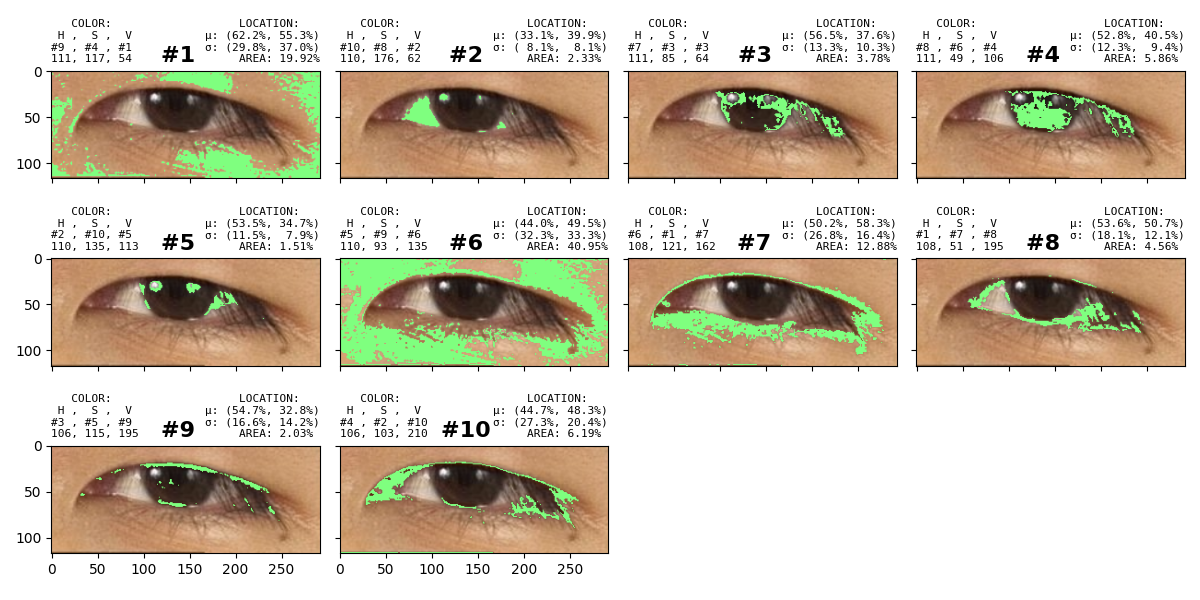 COLOR: LOCATION:
H , S , V μ: (62.2%, 55.3%)
#9 , #4 , #1 #1 σ: (29.8%, 37.0%)
111, 117, 54 AREA: 19.92%
COLOR: LOCATION:
H , S , V μ: (33.1%, 39.9%)
#10, #8 , #2 #2 σ: ( 8.1%, 8.1%)
110, 176, 62 AREA: 2.33%
COLOR: LOCATION:
H , S , V μ: (56.5%, 37.6%)
#7 , #3 , #3 #3 σ: (13.3%, 10.3%)
111, 85 , 64 AREA: 3.78%
COLOR: LOCATION:
H , S , V μ: (52.8%, 40.5%)
#8 , #6 , #4 #4 σ: (12.3%, 9.4%)
111, 49 , 106 AREA: 5.86%
0
50
100
COLOR: LOCATION:
H , S , V μ: (53.5%, 34.7%)
#2 , #10, #5 #5 σ: (11.5%, 7.9%)
110, 135, 113 AREA: 1.51%
COLOR: LOCATION:
H , S , V μ: (44.0%, 49.5%)
#5 , #9 , #6 #6 σ: (32.3%, 33.3%)
110, 93 , 135 AREA: 40.95%
COLOR: LOCATION:
H , S , V μ: (50.2%, 58.3%)
#6 , #1 , #7 #7 σ: (26.8%, 16.4%)
108, 121, 162 AREA: 12.88%
COLOR: LOCATION:
H , S , V μ: (53.6%, 50.7%)
#1 , #7 , #8 #8 σ: (18.1%, 12.1%)
108, 51 , 195 AREA: 4.56%
0
50
100
COLOR: LOCATION:
H , S , V μ: (54.7%, 32.8%)
#3 , #5 , #9 #9 σ: (16.6%, 14.2%)
106, 115, 195 AREA: 2.03%
COLOR: LOCATION:
H , S , V μ: (44.7%, 48.3%)
#4 , #2 , #10 #10 σ: (27.3%, 20.4%)
106, 103, 210 AREA: 6.19%
0
50
100
0 50 100 150 200 250
0 50 100 150 200 250